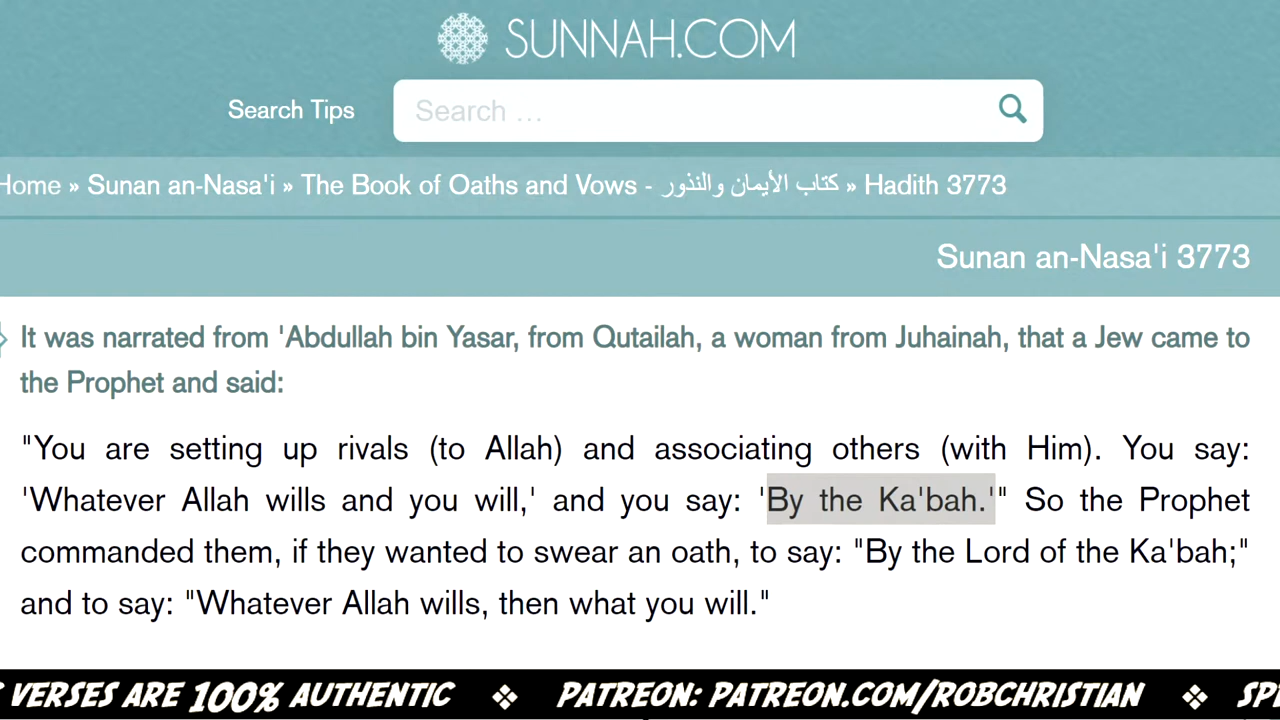 SUNNAH.COM
Search Tips
Search ...
Home » Sunan an-Nasa'i » The Book of Oaths and Vows - كتاب الأيمان والنذور » Hadith 3773
Sunan an-Nasa'i 3773
It was narrated from 'Abdullah bin Yasar, from Qutailah, a woman from Juhainah, that a Jew came to
the Prophet and said:
"You are setting up rivals (to Allah) and associating others (with Him). You say:
'Whatever Allah wills and you will,' and you say: 'By the Ka'bah.'" So the Prophet
commanded them, if they wanted to swear an oath, to say: "By the Lord of the Ka'bah;"
and to say: "Whatever Allah wills, then what you will."
VERSES ARE 100% AUTHENTIC ❖ PATREON: PATREON.COM/ROBCHRISTIAN ❖